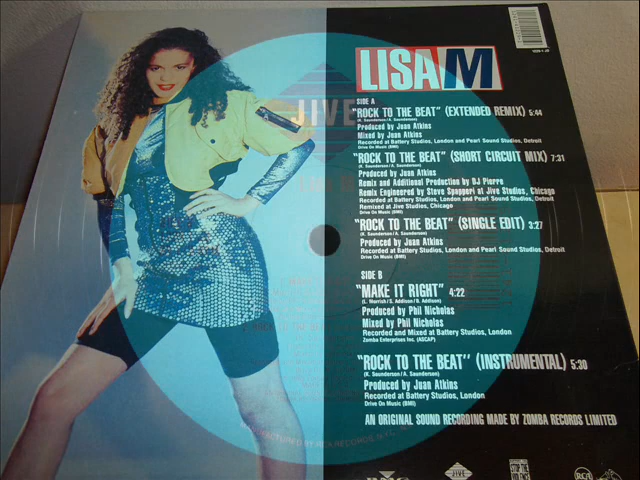 LISA M
SIDE A
"ROCK TO THE BEAT" (EXTENDED REMIX) 5:44
(K. Saunderson/A. Saunderson)
Produced by Juan Atkins
Mixed by Juan Atkins
Recorded at Battery Studios, London and Pearl Sound Studios, Detroit
Drive On Music (BMI)
"ROCK TO THE BEAT" (SHORT CIRCUIT MIX) 7:31
(K. Saunderson/A. Saunderson)
Produced by Juan Atkins
Remix and Additional Production by DJ Pierre
Remix Engineered by Steve Spapperi at Jive Studios, Chicago
Recorded at Battery Studios, London and Pearl Sound Studios, Detroit
Remixed at Jive Studios, Chicago
Drive On Music (BMI)
"ROCK TO THE BEAT" (SINGLE EDIT) 3:27
(K. Saunderson/A. Saunderson)
Produced by Juan Atkins
Recorded at Battery Studios, London and Pearl Sound Studios, Detroit
Drive On Music (BMI)
SIDE B
"MAKE IT RIGHT" 4:22
Produced by Phil Nicholas
Mixed by Phil Nicholas
Recorded and Mixed at Battery Studios, London
Zomba Enterprises Inc. (ASCAP)
"ROCK TO THE BEAT" (INSTRUMENTAL) 5:30
(K. Saunderson/A. Saunderson)
Produced by Juan Atkins
Recorded at Battery Studios, London
Drive On Music (BMI)
AN ORIGINAL SOUND RECORDING MADE BY ZOMBA RECORDS LIMITED
JIVE
BMG
RCA